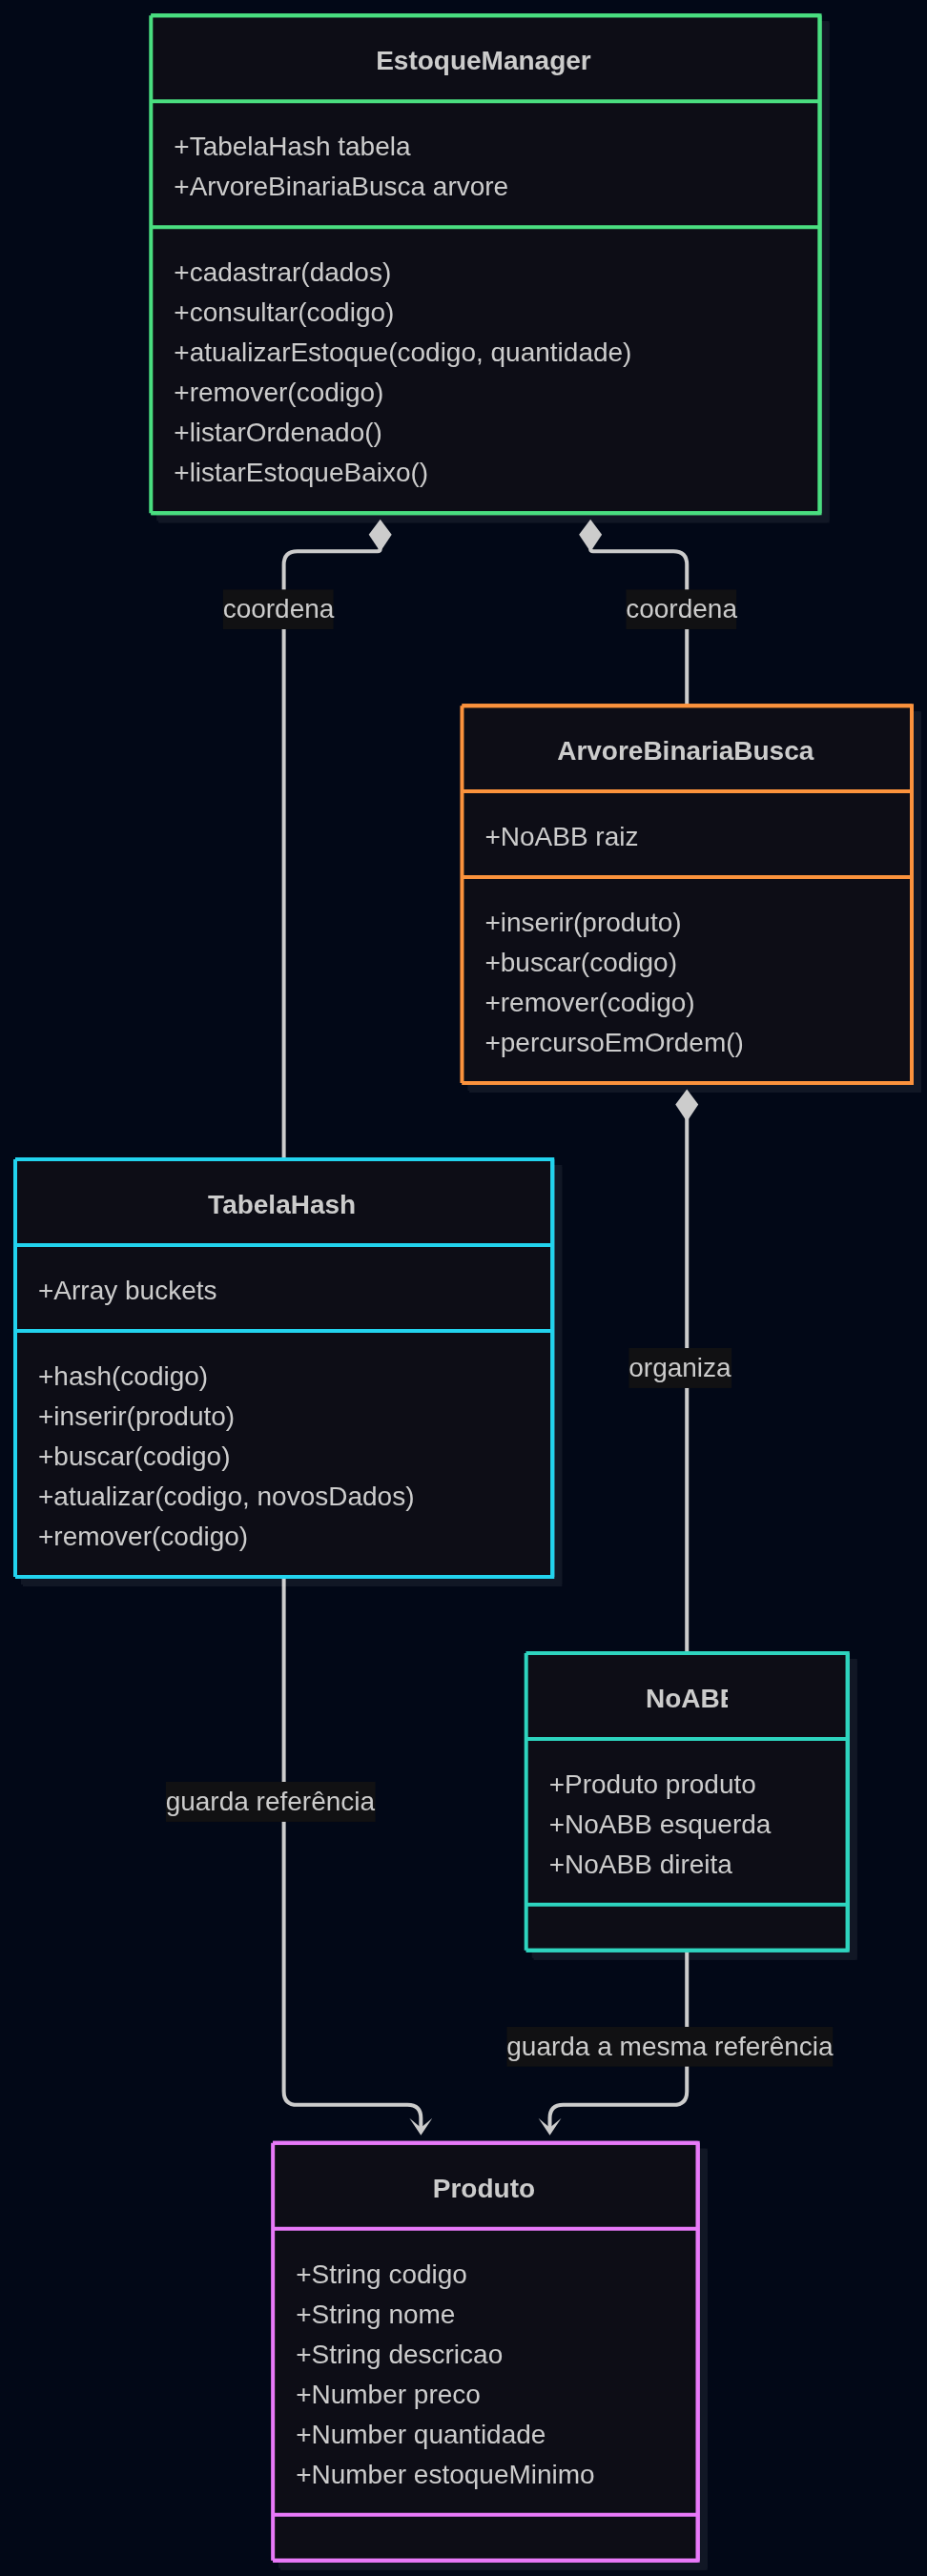 EstoqueManager
+TabelaHash tabela
+ArvoreBinariaBusca arvore
+cadastrar(dados)
+consultar(codigo)
+atualizarEstoque(codigo, quantidade)
+remover(codigo)
+listarOrdenado()
+listarEstoqueBaixo()
coordena
coordena
ArvoreBinariaBusca
+NoABB raiz
+inserir(produto)
+buscar(codigo)
+remover(codigo)
+percursoEmOrdem()
TabelaHash
+Array buckets
+hash(codigo)
+inserir(produto)
+buscar(codigo)
+atualizar(codigo, novosDados)
+remover(codigo)
organiza
NoABB
+Produto produto
+NoABB esquerda
+NoABB direita
guarda referência
guarda a mesma referência
Produto
+String codigo
+String nome
+String descricao
+Number preco
+Number quantidade
+Number estoqueMinimo